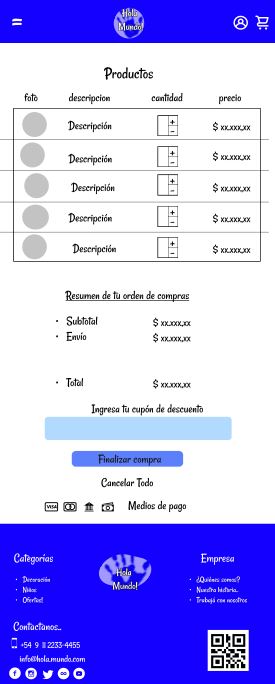 Hola
Mundo!
Productos
foto descripcion cantidad precio
Descripción + − $ xx.xxx,xx
Descripción + − $ xx.xxx,xx
Descripción + − $ xx.xxx,xx
Descripción + − $ xx.xxx,xx
Descripción + − $ xx.xxx,xx
Resumen de tu orden de compras
• Subtotal $ xx.xxx,xx
• Envio $ xx.xxx,xx
• Total $ xx.xxx,xx
Ingresa tu cupón de descuento
Finalizar compra
Cancelar Todo
VISA Medios de pago
Categorías
• Decoración
• Niños
• Ofertas!
Hola
Mundo!
Empresa
• ¿Quiénes somos?
• Nuestra historia..
• Trabajá con nosotros
Contactanos..
+54 9 11 2233-4455
info@hola.mundo.com